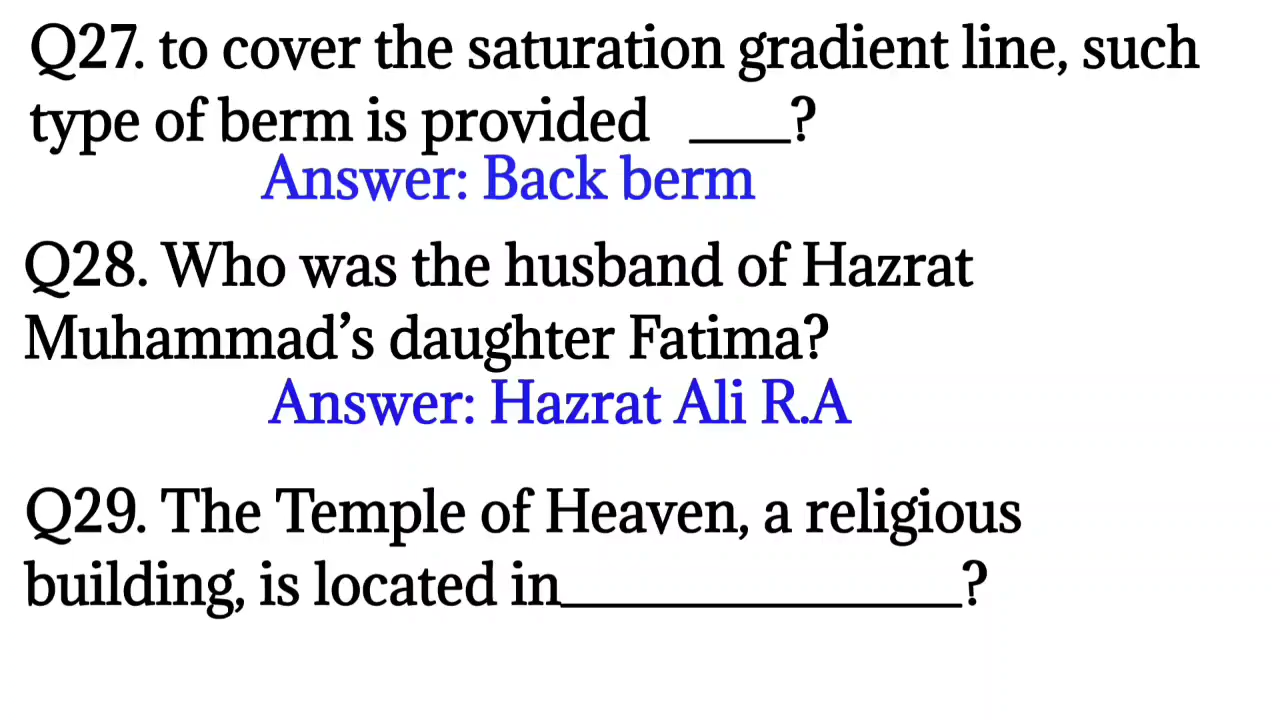 Q27. to cover the saturation gradient line, such
type of berm is provided ____?
Answer: Back berm
Q28. Who was the husband of Hazrat
Muhammad’s daughter Fatima?
Answer: Hazrat Ali R.A
Q29. The Temple of Heaven, a religious
building, is located in________________?